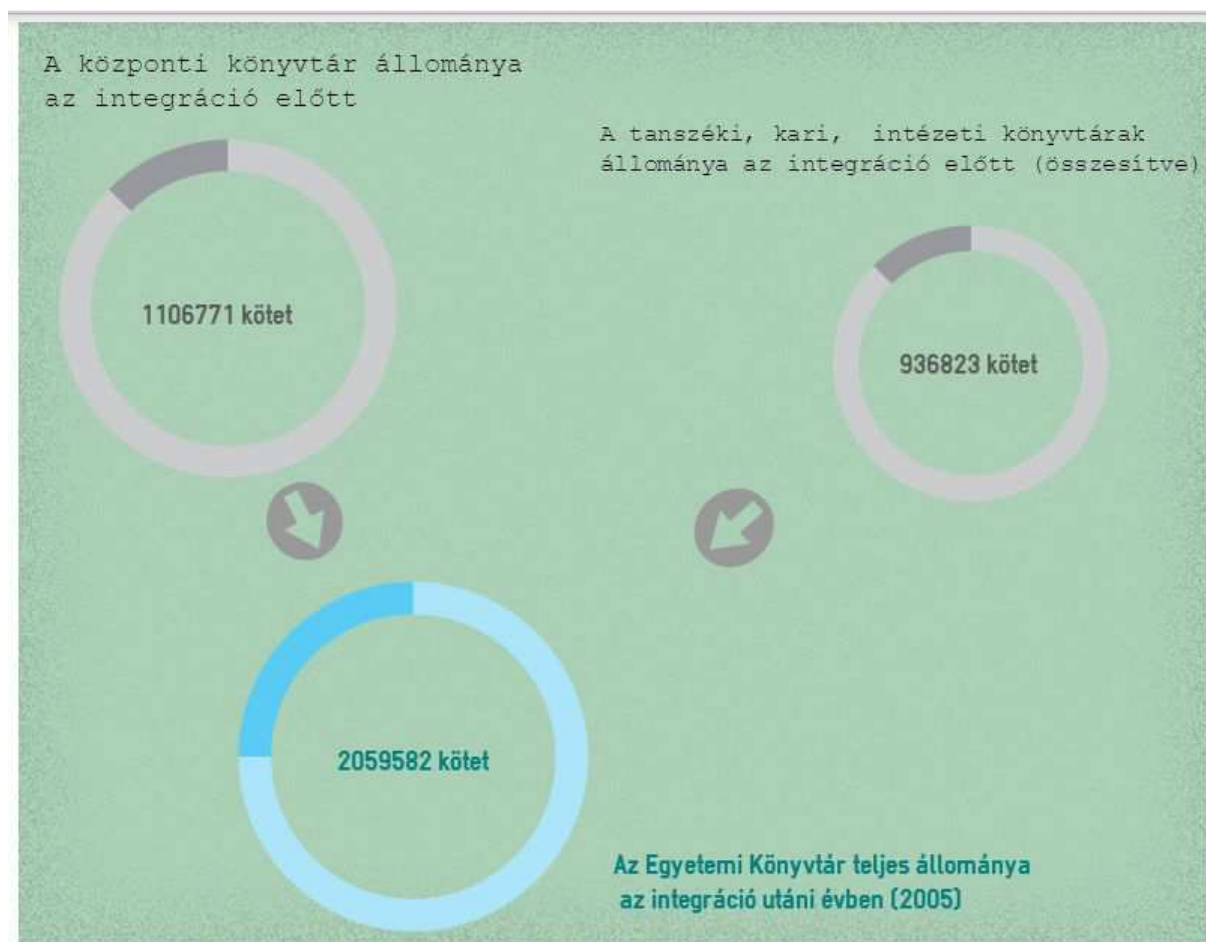 A központi könyvtár állománya
az integráció előtt
A tanszéki, kari, intézeti könyvtárak
állománya az integráció előtt (összesítve)
1106771 kötet
936823 kötet
2059582 kötet
Az Egyetemi Könyvtár teljes állománya
az integráció utáni évben (2005)